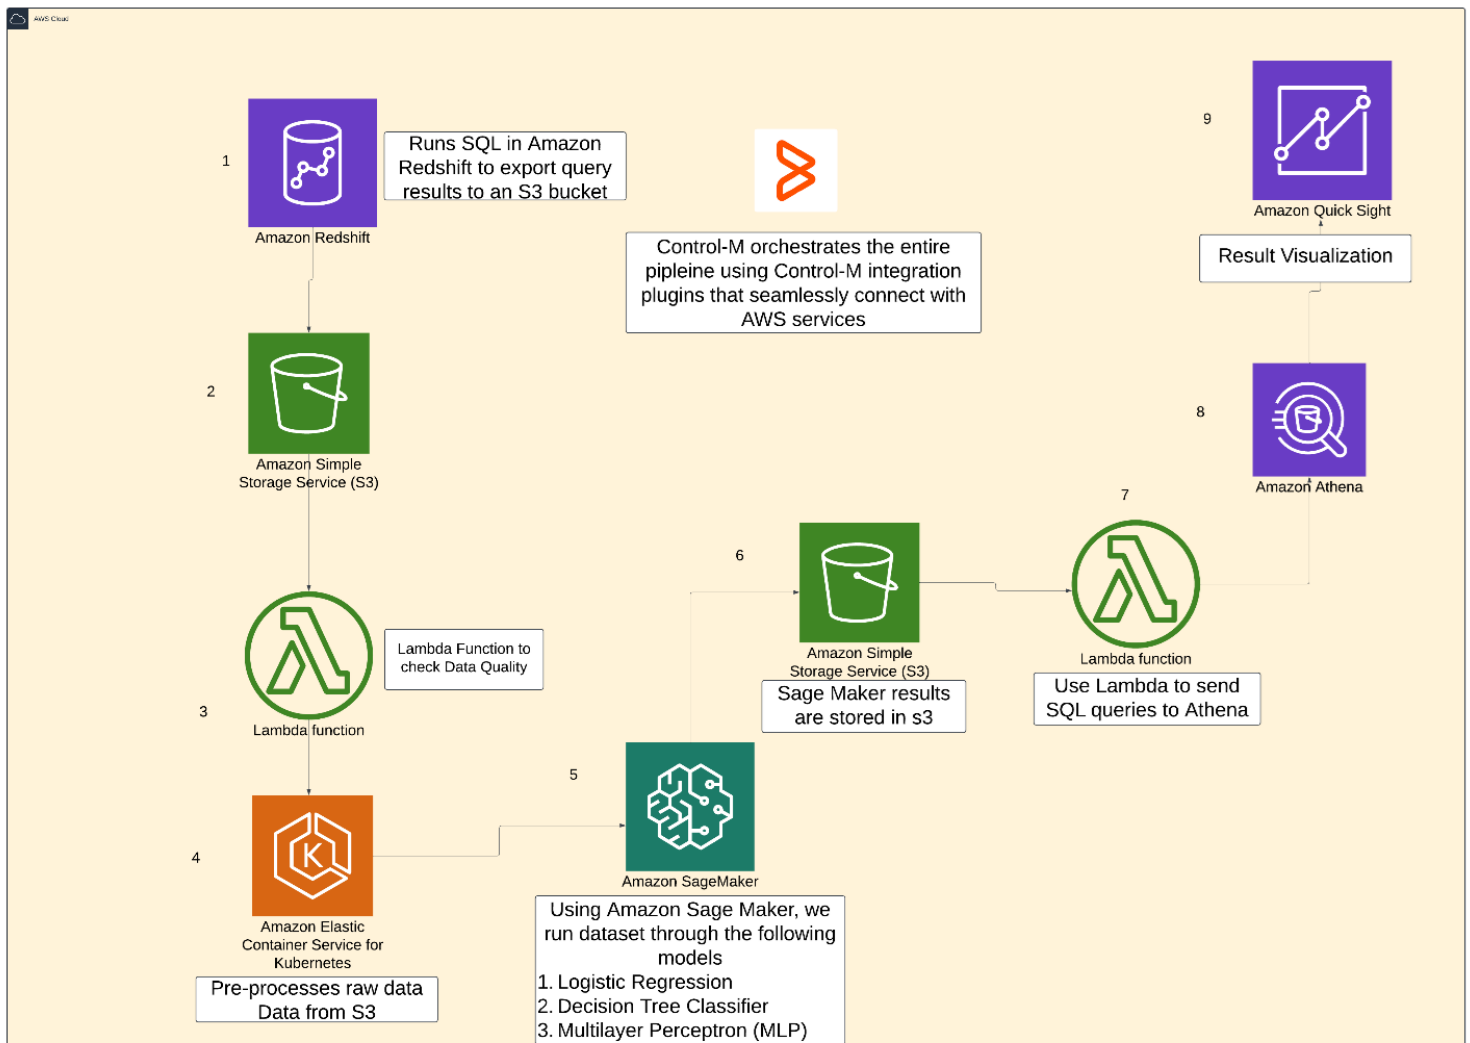 AWS Cloud
1
Runs SQL in Amazon
Redshift to export query
results to an S3 bucket
Amazon Redshift
Control-M orchestrates the entire
pipleine using Control-M integration
plugins that seamlessly connect with
AWS services
9
Amazon Quick Sight
Result Visualization
2
Amazon Simple
Storage Service (S3)
8
Amazon Athena
3
Lambda Function to
check Data Quality
Lambda function
4
K
Amazon Elastic
Container Service for
Kubernetes
Pre-processes raw data
Data from S3
5
Amazon SageMaker
Using Amazon Sage Maker, we
run dataset through the following
models
1. Logistic Regression
2. Decision Tree Classifier
3. Multilayer Perceptron (MLP)
6
Amazon Simple
Storage Service (S3)
Sage Maker results
are stored in s3
7
Lambda function
Use Lambda to send
SQL queries to Athena